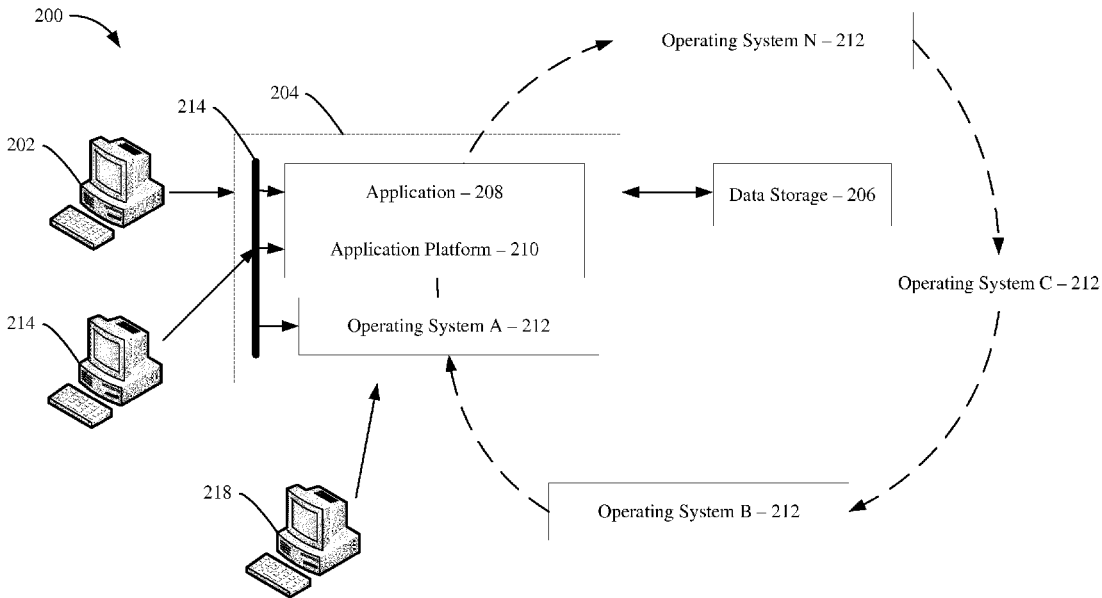 200
Operating System N – 212
204
214
202
Application – 208
Data Storage – 206
Application Platform – 210
Operating System C – 212
214
Operating System A – 212
218
Operating System B – 212